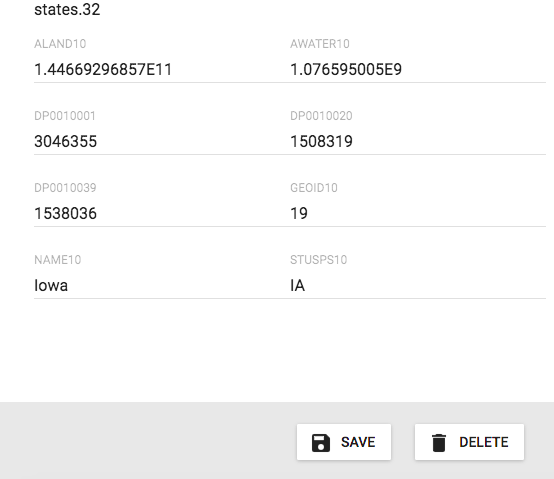 states.32
ALAND10 AWATER10
1.44669296857E11 1.076595005E9
DP0010001 DP0010020
3046355 1508319
DP0010039 GEOID10
1538036 19
NAME10 STUSPS10
Iowa IA
SAVE DELETE